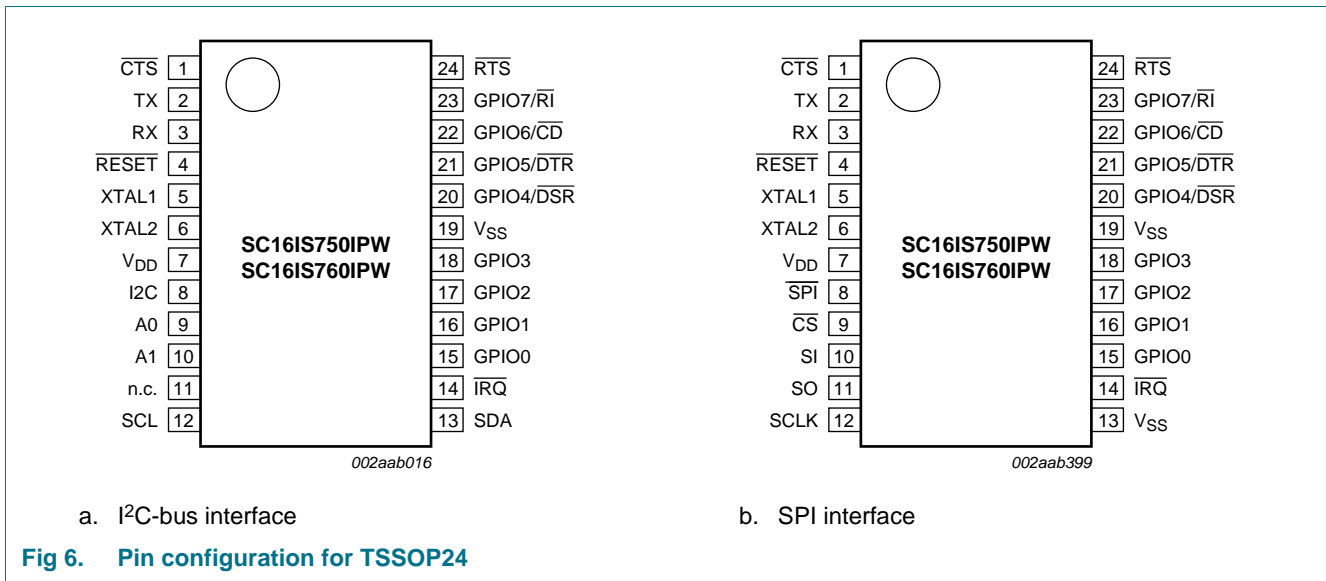 CTS 1 24 RTS
TX 2 23 GPIO7/RI
RX 3 22 GPIO6/CD
RESET 4 21 GPIO5/DTR
XTAL1 5 20 GPIO4/DSR
XTAL2 6 19 VSS
VDD 7 18 GPIO3
I2C 8 17 GPIO2
A0 9 16 GPIO1
A1 10 15 GPIO0
n.c. 11 14 IRQ
SCL 12 13 SDA
SC16IS750IPW
SC16IS760IPW
002aab016
a. I2C-bus interface
CTS 1 24 RTS
TX 2 23 GPIO7/RI
RX 3 22 GPIO6/CD
RESET 4 21 GPIO5/DTR
XTAL1 5 20 GPIO4/DSR
XTAL2 6 19 VSS
VDD 7 18 GPIO3
SPI 8 17 GPIO2
CS 9 16 GPIO1
SI 10 15 GPIO0
SO 11 14 IRQ
SCLK 12 13 VSS
SC16IS750IPW
SC16IS760IPW
002aab399
b. SPI interface
Fig 6. Pin configuration for TSSOP24